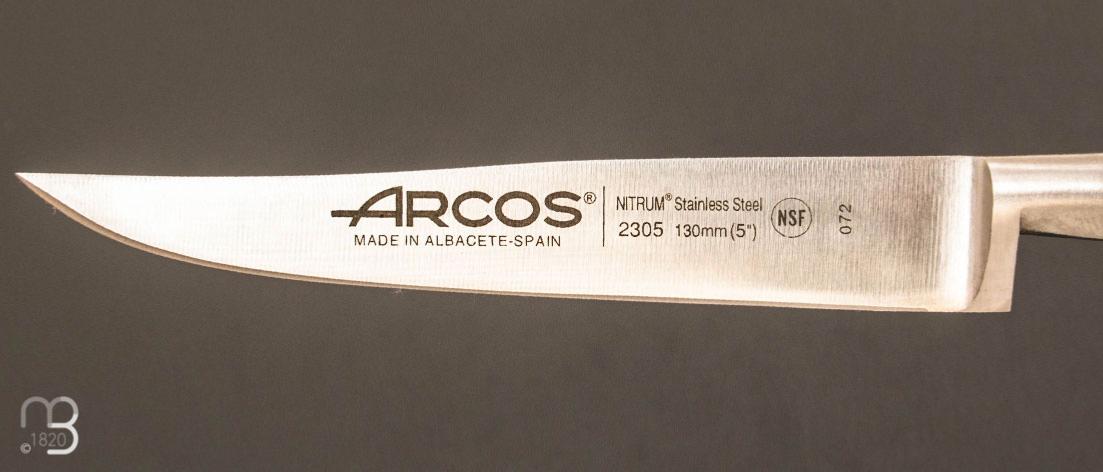 ARCOS®
MADE IN ALBACETE-SPAIN
NITRUM® Stainless Steel
2305 130mm (5")
NSF
072
©1820